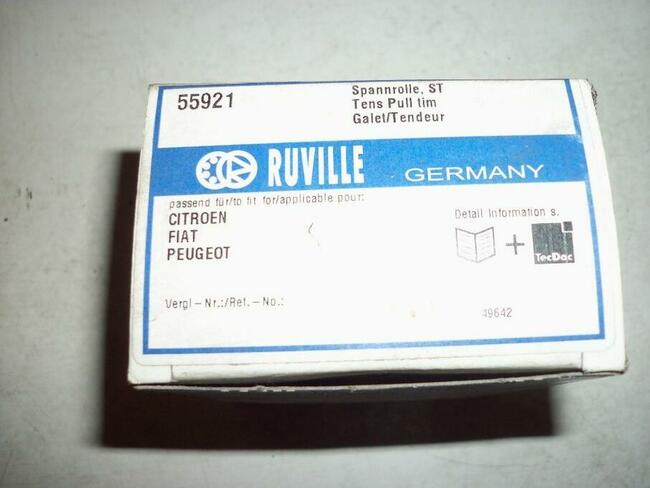 55921
Spannrolle, ST
Tens Pull tim
Galet/Tendeur
RUVILLE GERMANY
passend für/to fit for/applicable pour:
CITROEN
FIAT
PEUGEOT
Detail Information s.
+
TecDoc
Vergl-Nr.:/Ref.-No.:
49642